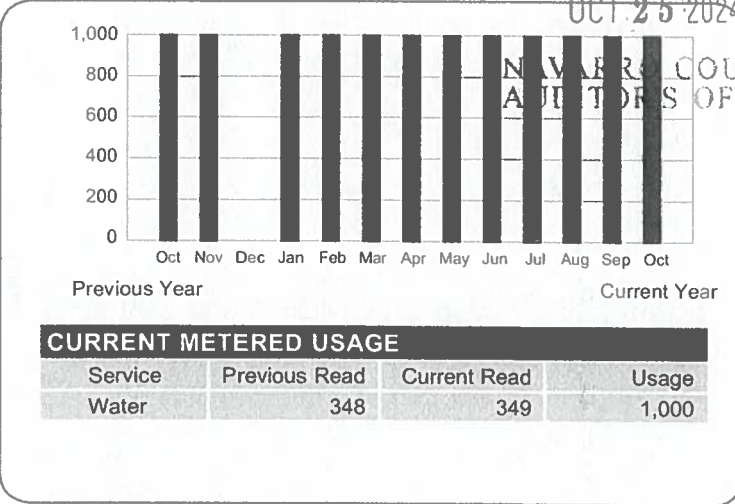 OCT 25 2024
NAVARRO COU
AUDITOR'S OF
1,000
800
600
400
200
0
Oct Nov Dec Jan Feb Mar Apr May Jun Jul Aug Sep Oct
Previous Year Current Year
CURRENT METERED USAGE
Service Previous Read Current Read Usage
Water 348 349 1,000